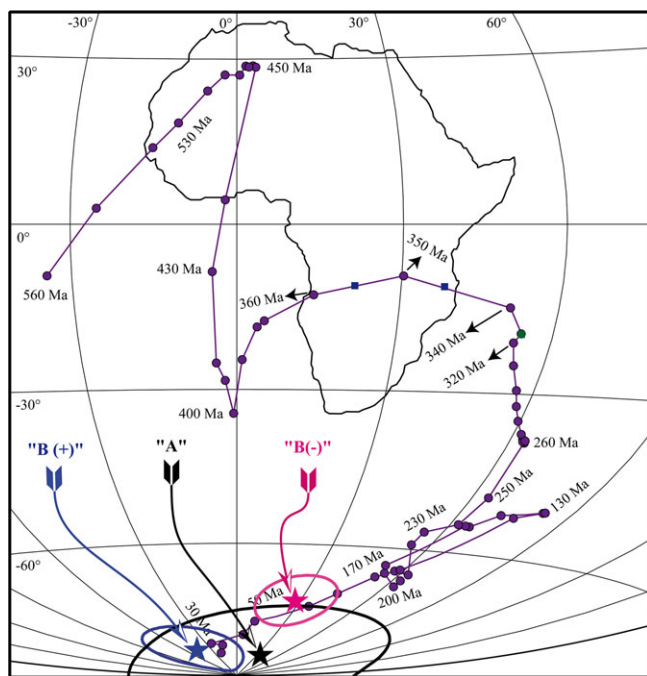 -30° 0° 30° 60°
30°
450 Ma
530 Ma
0°
350 Ma
430 Ma
560 Ma
360 Ma
340 Ma
320 Ma
-30°
400 Ma
"B (+)" "A" "B(-)"
260 Ma
250 Ma
130 Ma
230 Ma
-60°
170 Ma
200 Ma
50 Ma
30 Ma